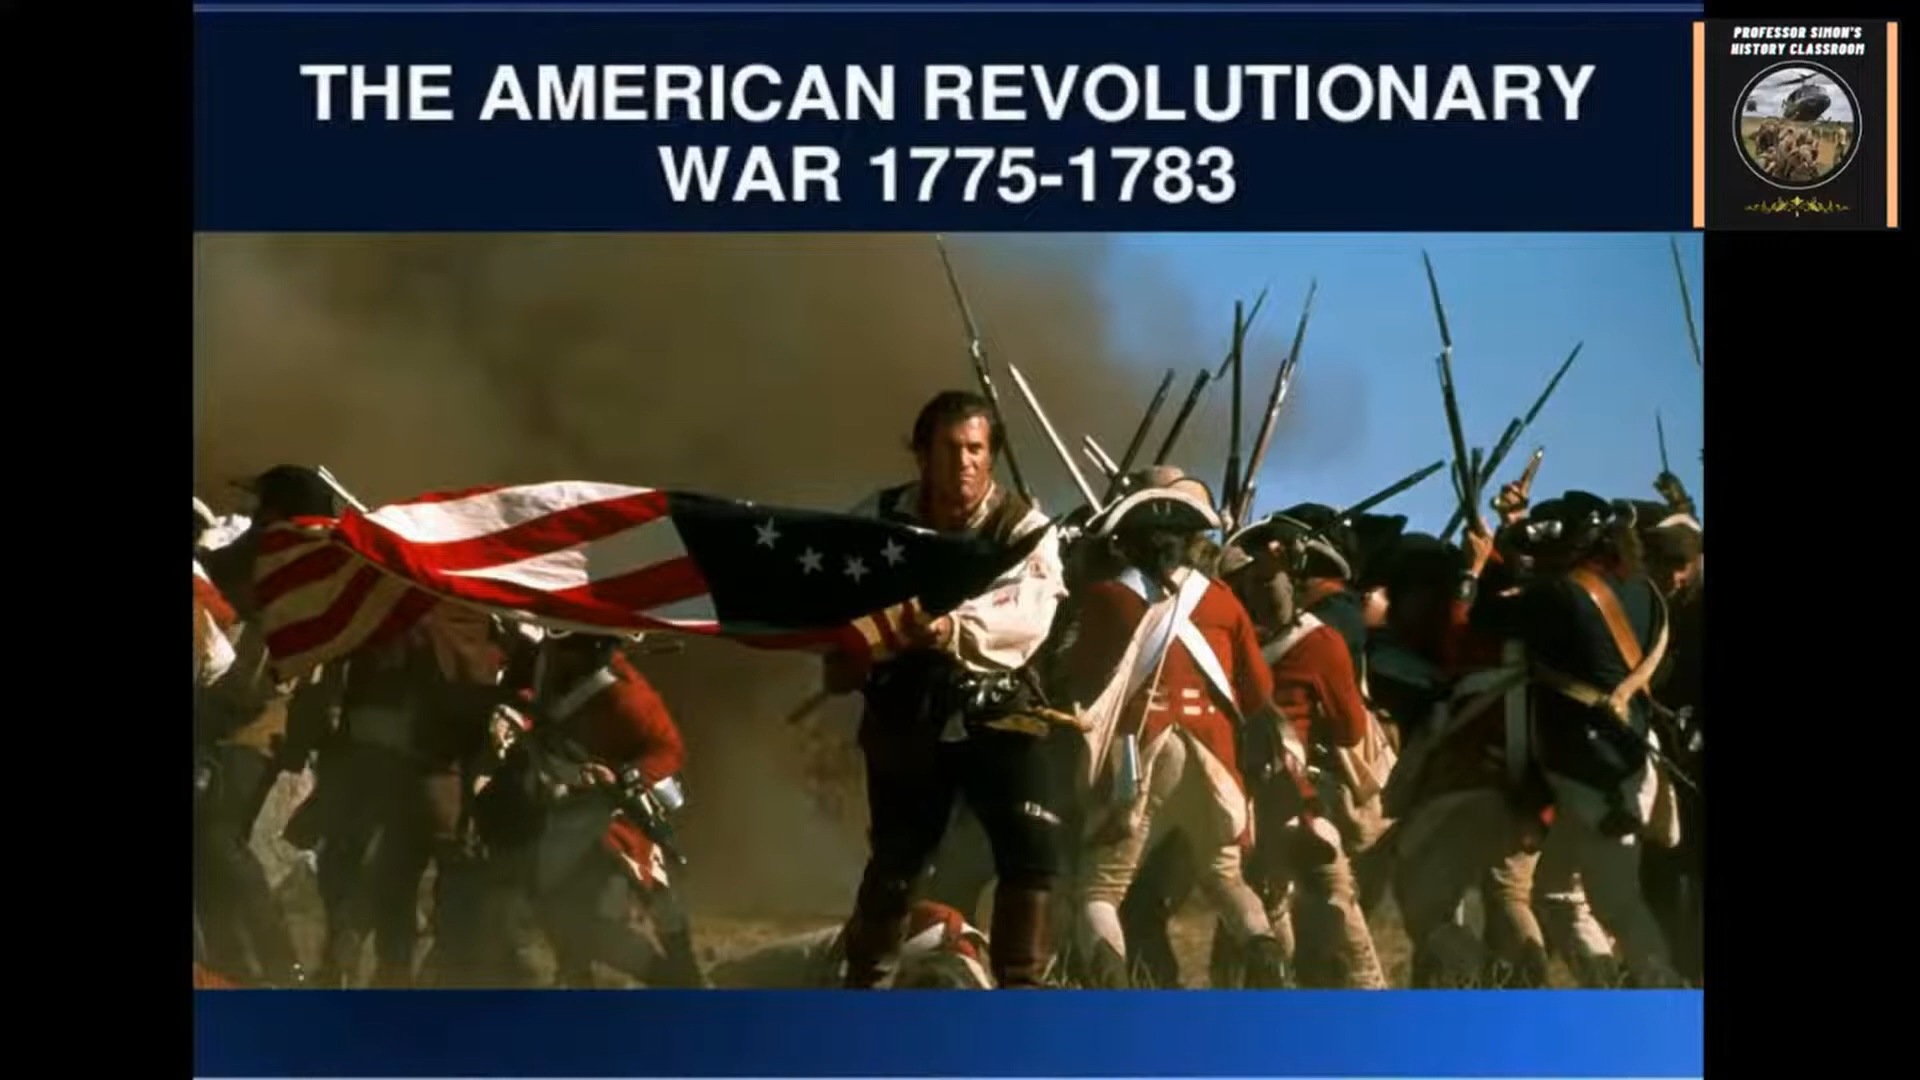 THE AMERICAN REVOLUTIONARY
WAR 1775-1783
PROFESSOR SIMON'S
HISTORY CLASSROOM